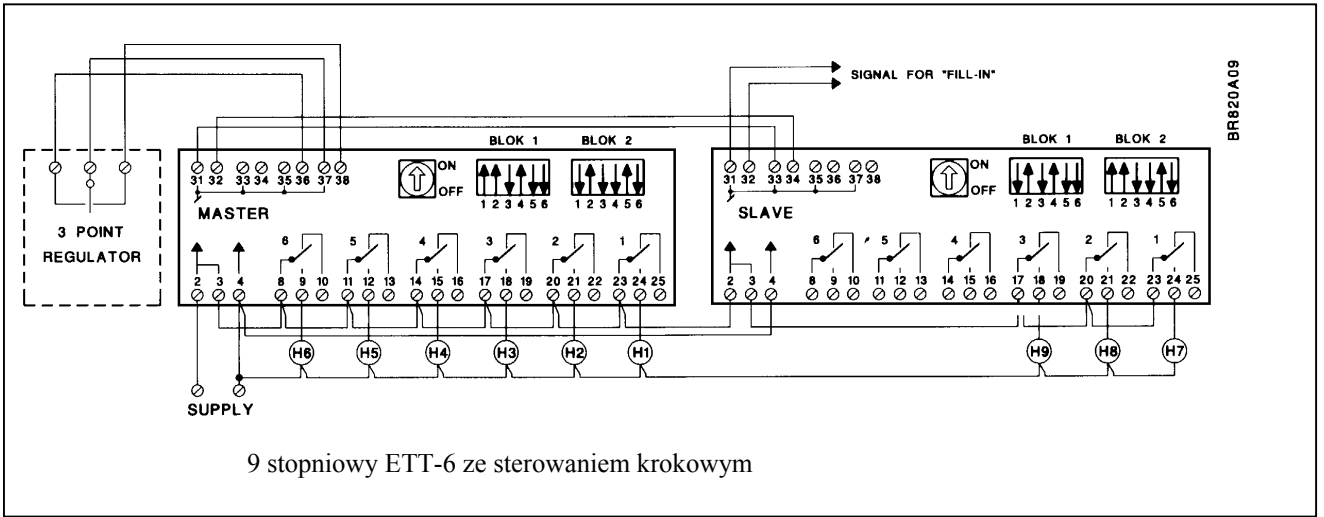 SIGNAL FOR "FILL-IN"
BR820A09
BLOK 1 BLOK 2 BLOK 1 BLOK 2
31 32 33 34 35 36 37 38 ON 31 32 33 34 35 36 37 38 ON
OFF 1 2 3 4 5 6 1 2 3 4 5 6 OFF 1 2 3 4 5 6 1 2 3 4 5 6
MASTER SLAVE
3 POINT
REGULATOR
6 5 4 3 2 1 6 5 4 3 2 1
2 3 4 8 9 10 11 12 13 14 15 16 17 18 19 20 21 22 23 24 25 2 3 4 8 9 10 11 12 13 14 15 16 17 18 19 20 21 22 23 24 25
H6 H5 H4 H3 H2 H1 H9 H8 H7
SUPPLY
9 stopniowy ETT-6 ze sterowaniem krokowym